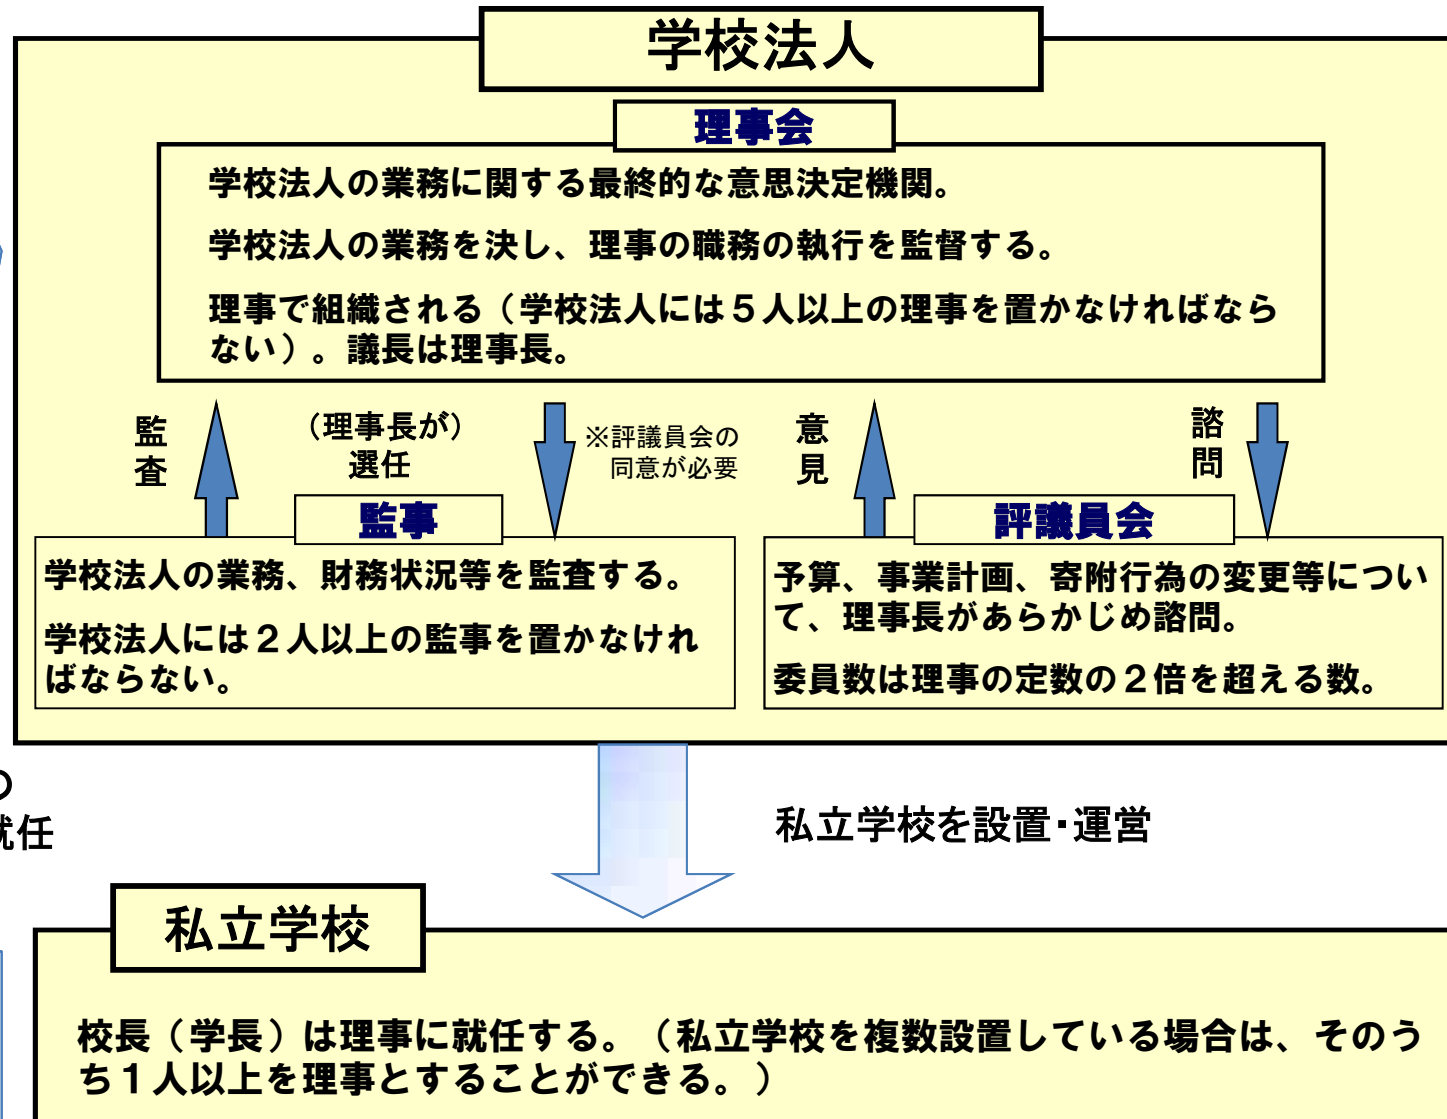 学校法人
理事会
学校法人の業務に関する最終的な意思決定機関。
学校法人の業務を決し、理事の職務の執行を監督する。
理事で組織される（学校法人には５人以上の理事を置かなければなら
ない）。議長は理事長。
監査
（理事長が）
選任
※評議員会の
同意が必要
意見
諮問
監事
学校法人の業務、財務状況等を監査する。
学校法人には２人以上の監事を置かなけれ
ばならない。
評議員会
予算、事業計画、寄附行為の変更等につい
て、理事長があらかじめ諮問。
委員数は理事の定数の２倍を超える数。
の
就任
私立学校を設置・運営
私立学校
校長（学長）は理事に就任する。（私立学校を複数設置している場合は、そのう
ち１人以上を理事とすることができる。）